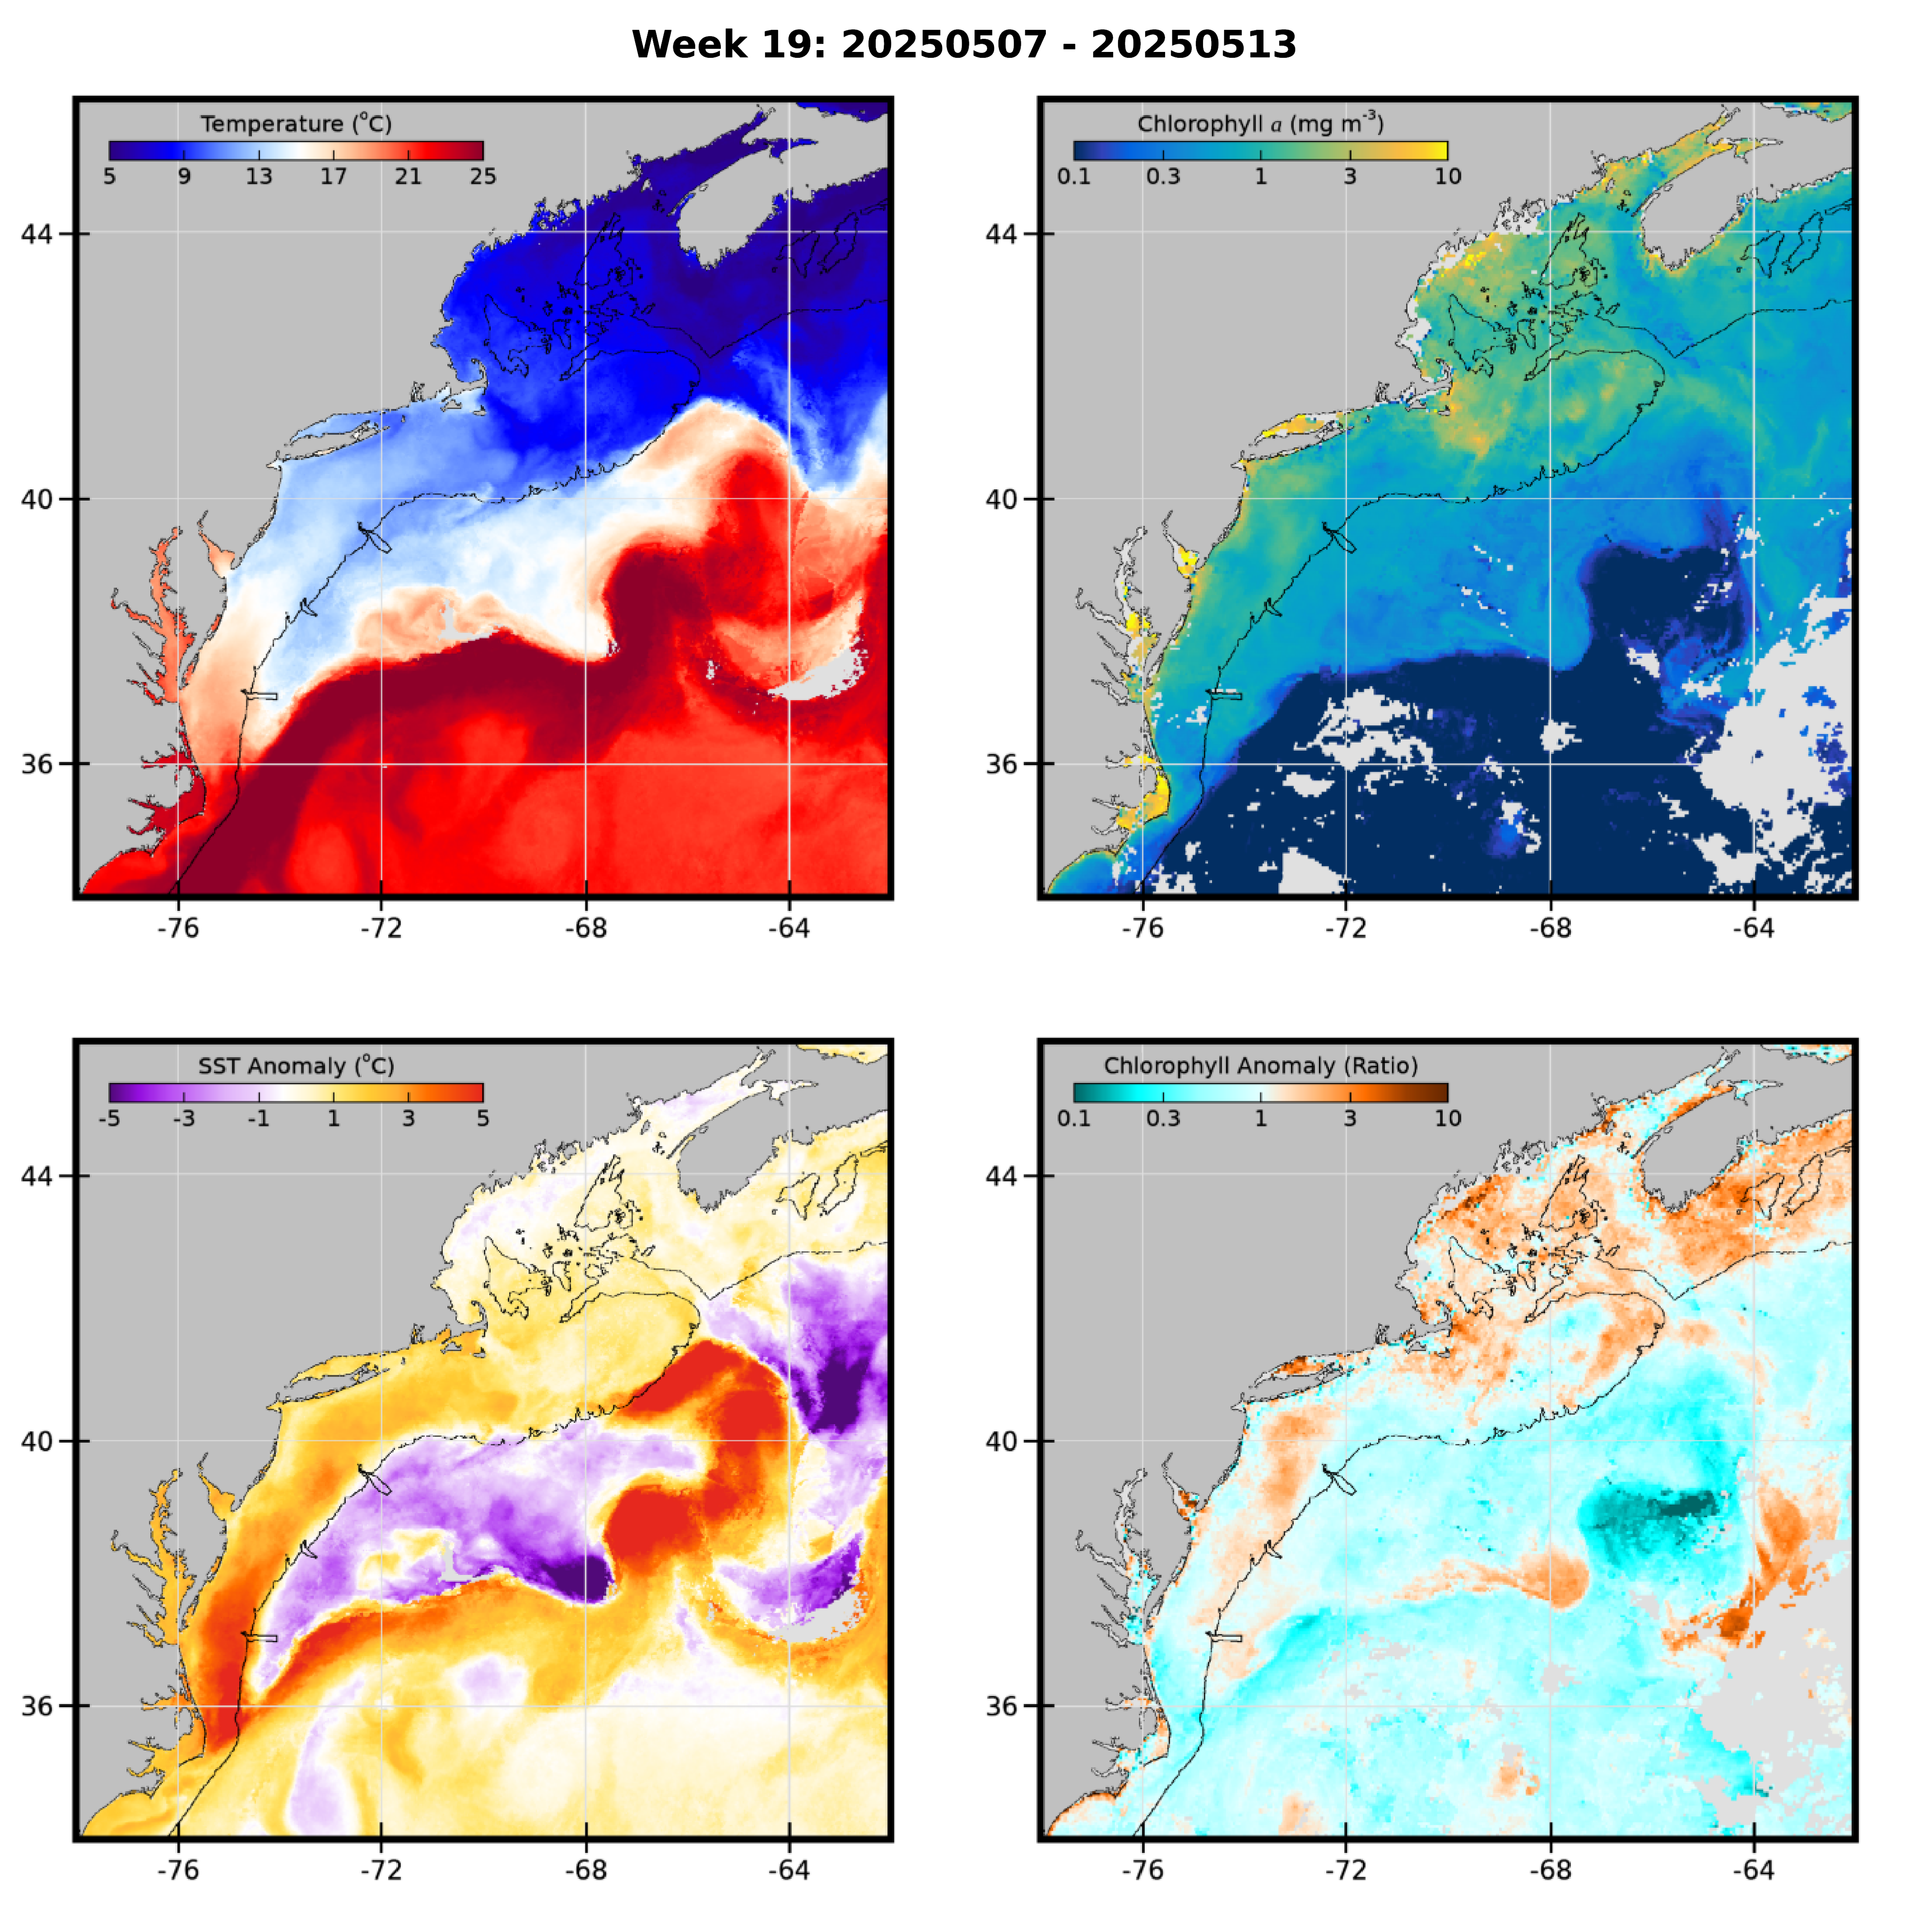 Week 19: 20250507 - 20250513
Temperature (°C)
5 9 13 17 21 25
44
40
36
-76 -72 -68 -64
Chlorophyll a (mg m⁻³)
0.1 0.3 1 3 10
44
40
36
-76 -72 -68 -64
SST Anomaly (°C)
-5 -3 -1 1 3 5
44
40
36
-76 -72 -68 -64
Chlorophyll Anomaly (Ratio)
0.1 0.3 1 3 10
44
40
36
-76 -72 -68 -64